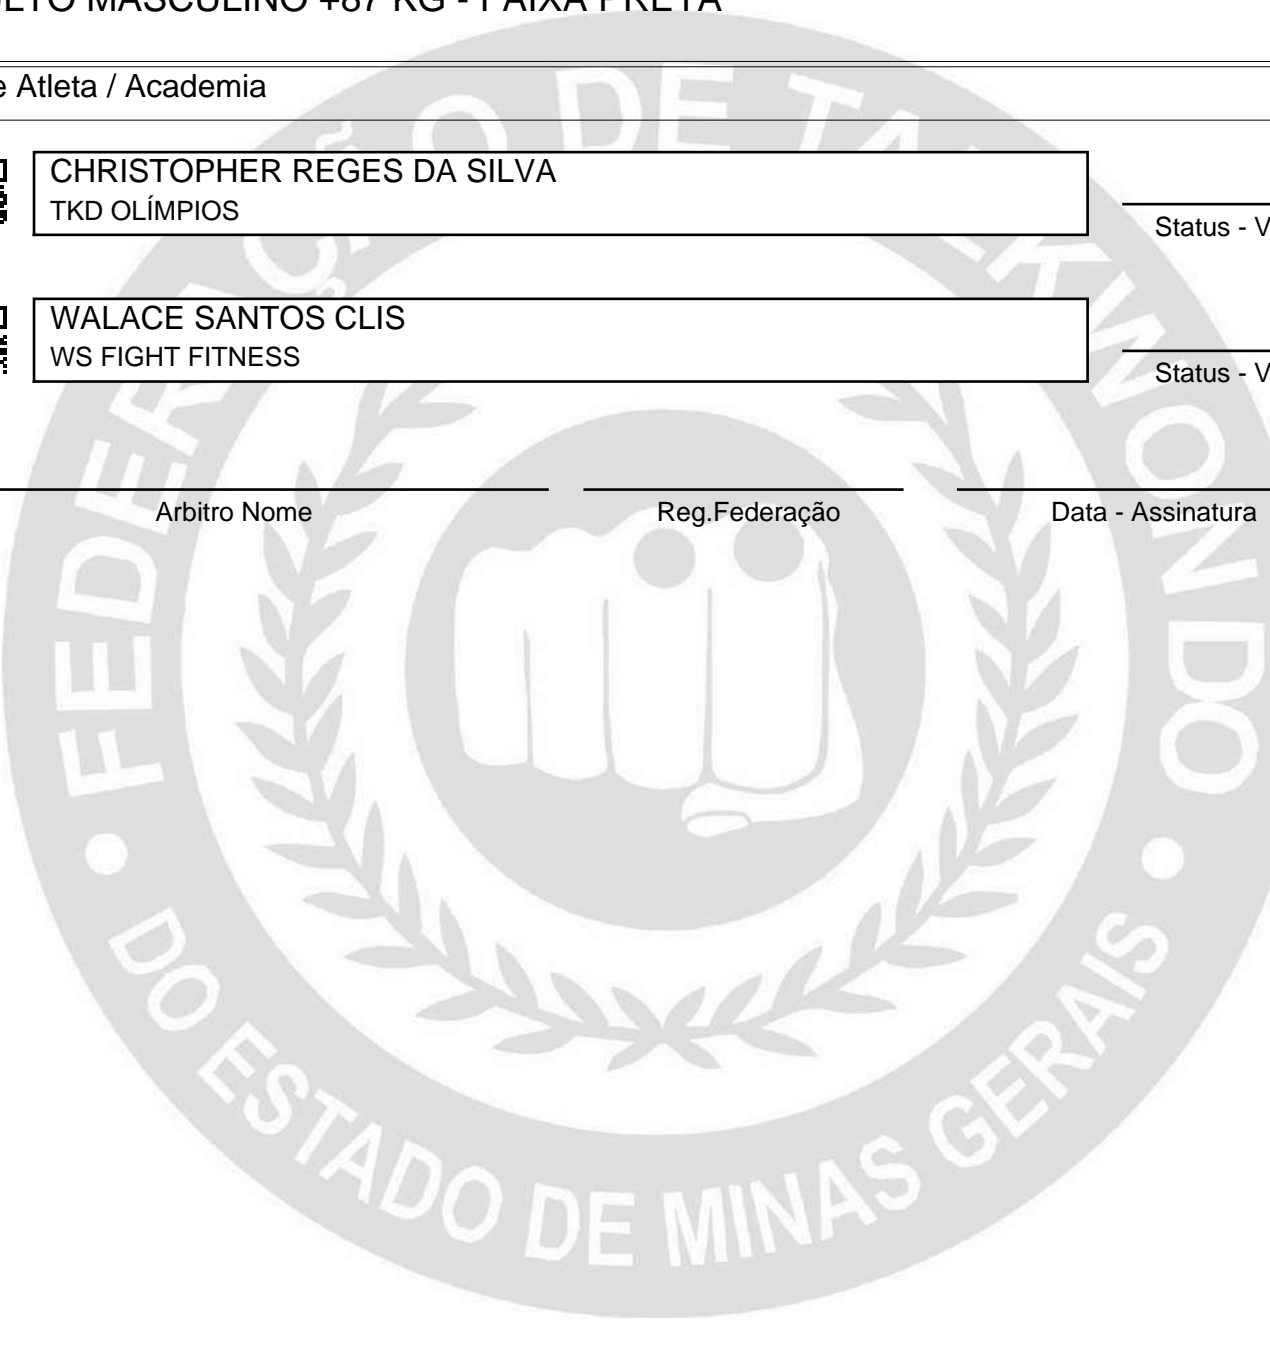 MASCULINO +87 KG - FAIXA PRETA
Atleta / Academia
CHRISTOPHER REGES DA SILVA
TKD OLÍMPIOS
Status - V
WALACE SANTOS CLIS
WS FIGHT FITNESS
Status - V
Arbitro Nome
Reg.Federação
Data - Assinatura
FEDERAÇÃO DE TAEKWONDO
DO ESTADO DE MINAS GERAIS